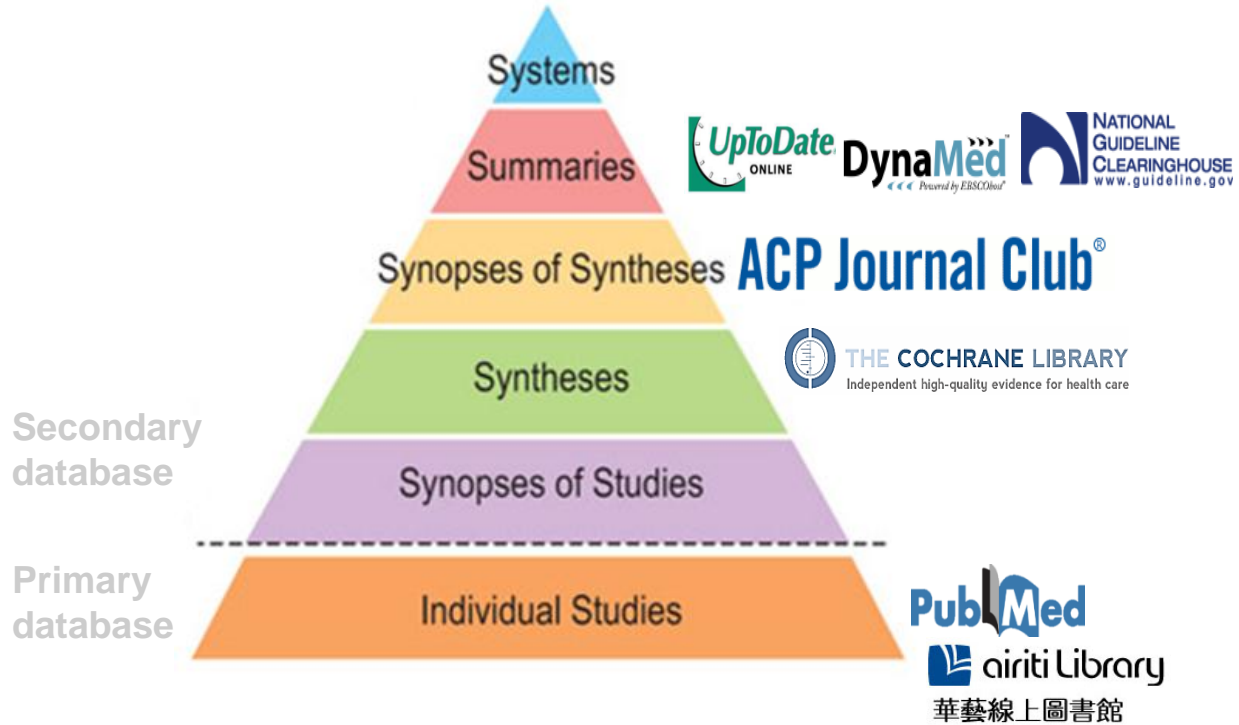 Systems
Summaries
UpToDate
ONLINE
DynaMed™
Powered by EBSCOhost®
NATIONAL
GUIDELINE
CLEARINGHOUSE
www.guideline.gov
Synopses of Syntheses
ACP Journal Club®
THE COCHRANE LIBRARY
Independent high-quality evidence for health care
Syntheses
Secondary
database
Synopses of Studies
Primary
database
Individual Studies
PubMed
airiti Library
華藝線上圖書館